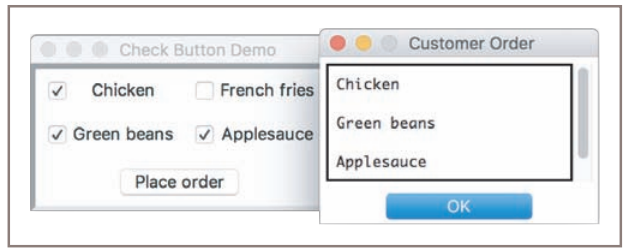 Check Button Demo
Chicken
French fries
Green beans
Applesauce
Place order
Customer Order
Chicken
Green beans
Applesauce
OK